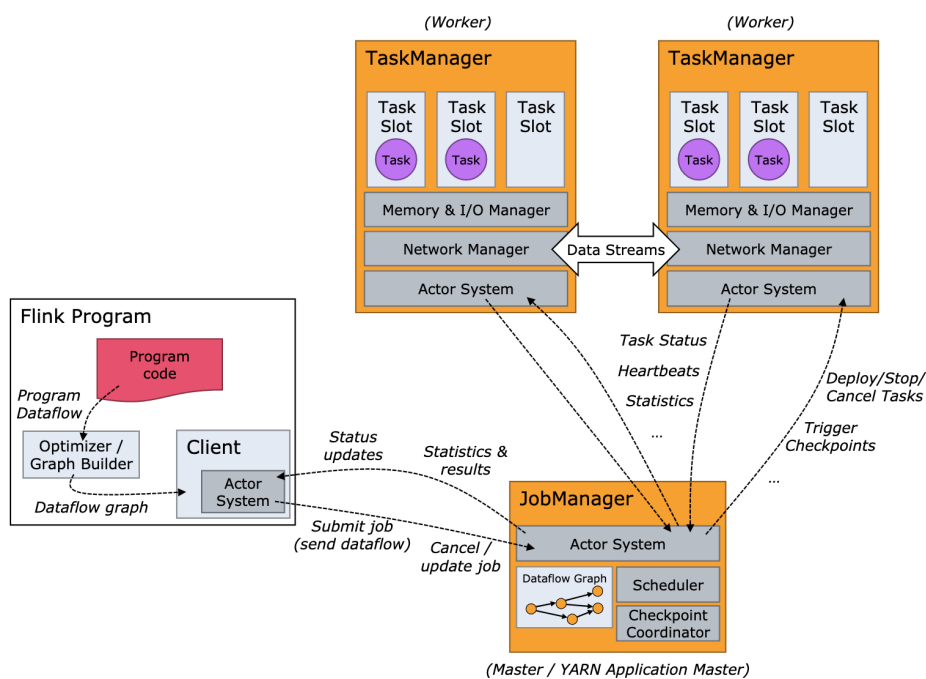 (Worker)
(Worker)
TaskManager
TaskManager
Task
Slot
Task
Slot
Task
Slot
Task
Slot
Task
Slot
Task
Slot
Task
Task
Task
Task
Memory & I/O Manager
Memory & I/O Manager
Network Manager
Data Streams
Network Manager
Actor System
Actor System
Flink Program
Program
code
Program
Dataflow
Optimizer /
Graph Builder
Dataflow graph
Client
Actor
System
Status
updates
Statistics &
results
Submit job
(send dataflow)
Cancel /
update job
Task Status
Heartbeats
Statistics
...
Deploy/Stop/
Cancel Tasks
Trigger
Checkpoints
...
JobManager
Actor System
Dataflow Graph
Scheduler
Checkpoint
Coordinator
(Master / YARN Application Master)